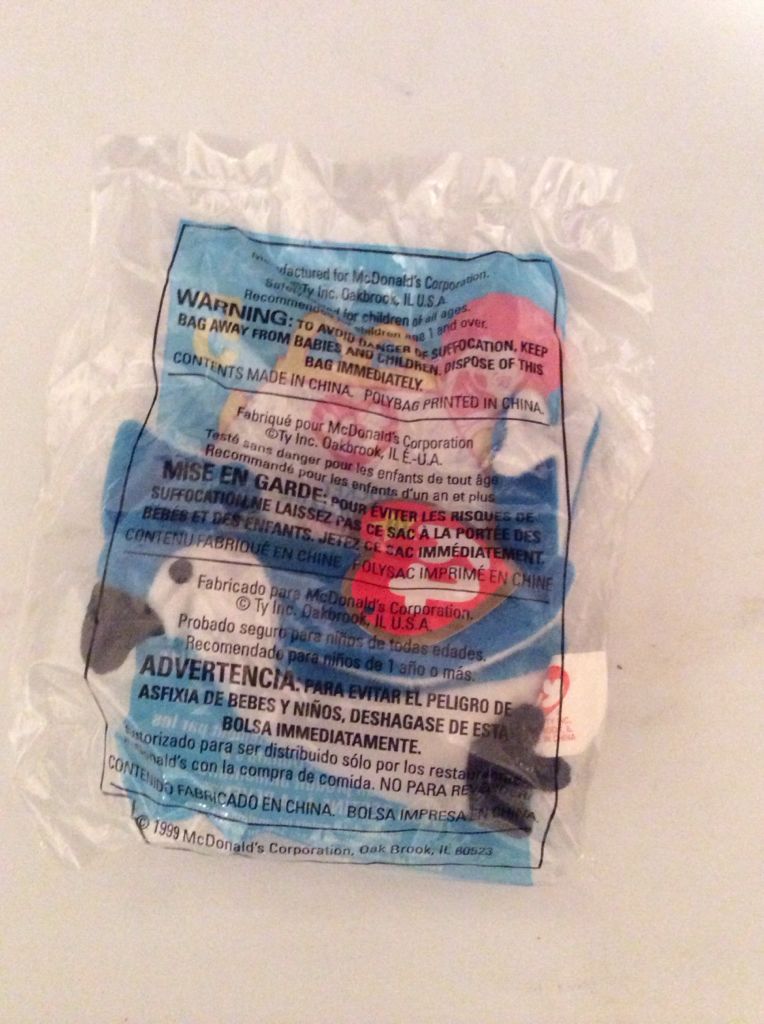 Manufactured for McDonald's Corporation.
Inc. Oakbrook, IL U.S.A.
Recommended for children of all ages.
children age 1 and over.
WARNING: TO AVOID DANGER OF SUFFOCATION, KEEP
BAG AWAY FROM BABIES AND CHILDREN. DISPOSE OF THIS
BAG IMMEDIATELY.
CONTENTS MADE IN CHINA. POLYBAG PRINTED IN CHINA.
Fabriqué pour McDonald's Corporation
©Ty Inc. Oakbrook, IL É.-U.A.
Testé sans danger pour les enfants de tout âge
Recommandé pour les enfants d'un an et plus
MISE EN GARDE: POUR ÉVITER LES RISQUES DE
SUFFOCATION, NE LAISSEZ PAS CE SAC À LA PORTÉE DES
BEBES ET DES ENFANTS. JETEZ CE SAC IMMÉDIATEMENT.
CONTENU FABRIQUÉ EN CHINE. POLYSAC IMPRIMÉ EN CHINE
Fabricado para McDonald's Corporation.
© Ty Inc. Oakbrook, IL U.S.A.
Probado seguro para niños de todas edades.
Recomendado para niños de 1 año o más.
ADVERTENCIA: PARA EVITAR EL PELIGRO DE
ASFIXIA DE BEBES Y NIÑOS, DESHAGASE DE ESTA
BOLSA IMMEDIATAMENTE.
Autorizado para ser distribuido sólo por los
McDonald's con la compra de comida. NO PARA
CONTENIDO FABRICADO EN CHINA. BOLSA IMPRESA EN CHINA.
© 1999 McDonald's Corporation, Oak Brook, IL 60523